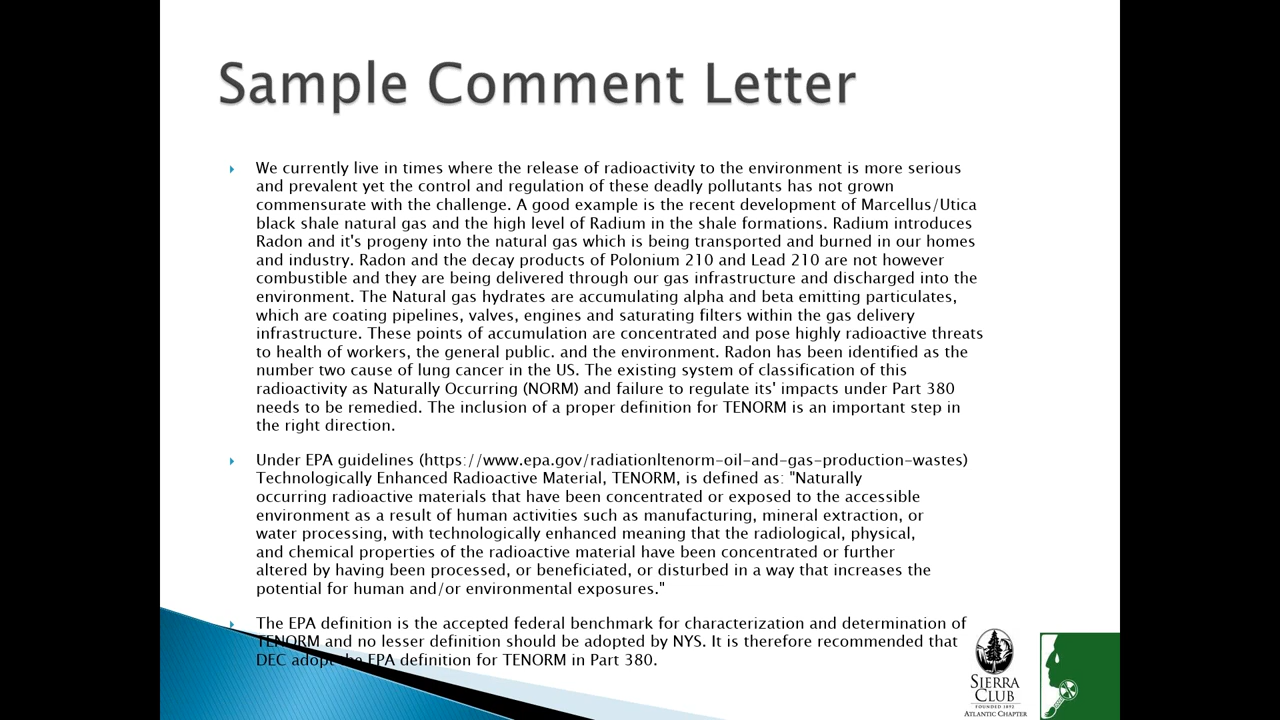 Sample Comment Letter
We currently live in times where the release of radioactivity to the environment is more serious
and prevalent yet the control and regulation of these deadly pollutants has not grown
commensurate with the challenge. A good example is the recent development of Marcellus/Utica
black shale natural gas and the high level of Radium in the shale formations. Radium introduces
Radon and it's progeny into the natural gas which is being transported and burned in our homes
and industry. Radon and the decay products of Polonium 210 and Lead 210 are not however
combustible and they are being delivered through our gas infrastructure and discharged into the
environment. The Natural gas hydrates are accumulating alpha and beta emitting particulates,
which are coating pipelines, valves, engines and saturating filters within the gas delivery
infrastructure. These points of accumulation are concentrated and pose highly radioactive threats
to health of workers, the general public. and the environment. Radon has been identified as the
number two cause of lung cancer in the US. The existing system of classification of this
radioactivity as Naturally Occurring (NORM) and failure to regulate its' impacts under Part 380
needs to be remedied. The inclusion of a proper definition for TENORM is an important step in
the right direction.
Under EPA guidelines (https://www.epa.gov/radiationltenorm-oil-and-gas-production-wastes)
Technologically Enhanced Radioactive Material, TENORM, is defined as: "Naturally
occurring radioactive materials that have been concentrated or exposed to the accessible
environment as a result of human activities such as manufacturing, mineral extraction, or
water processing, with technologically enhanced meaning that the radiological, physical,
and chemical properties of the radioactive material have been concentrated or further
altered by having been processed, or beneficiated, or disturbed in a way that increases the
potential for human and/or environmental exposures."
The EPA definition is the accepted federal benchmark for characterization and determination of
TENORM and no lesser definition should be adopted by NYS. It is therefore recommended that
DEC adopt the EPA definition for TENORM in Part 380.
SIERRA
CLUB
FOUNDED 1892
ATLANTIC CHAPTER